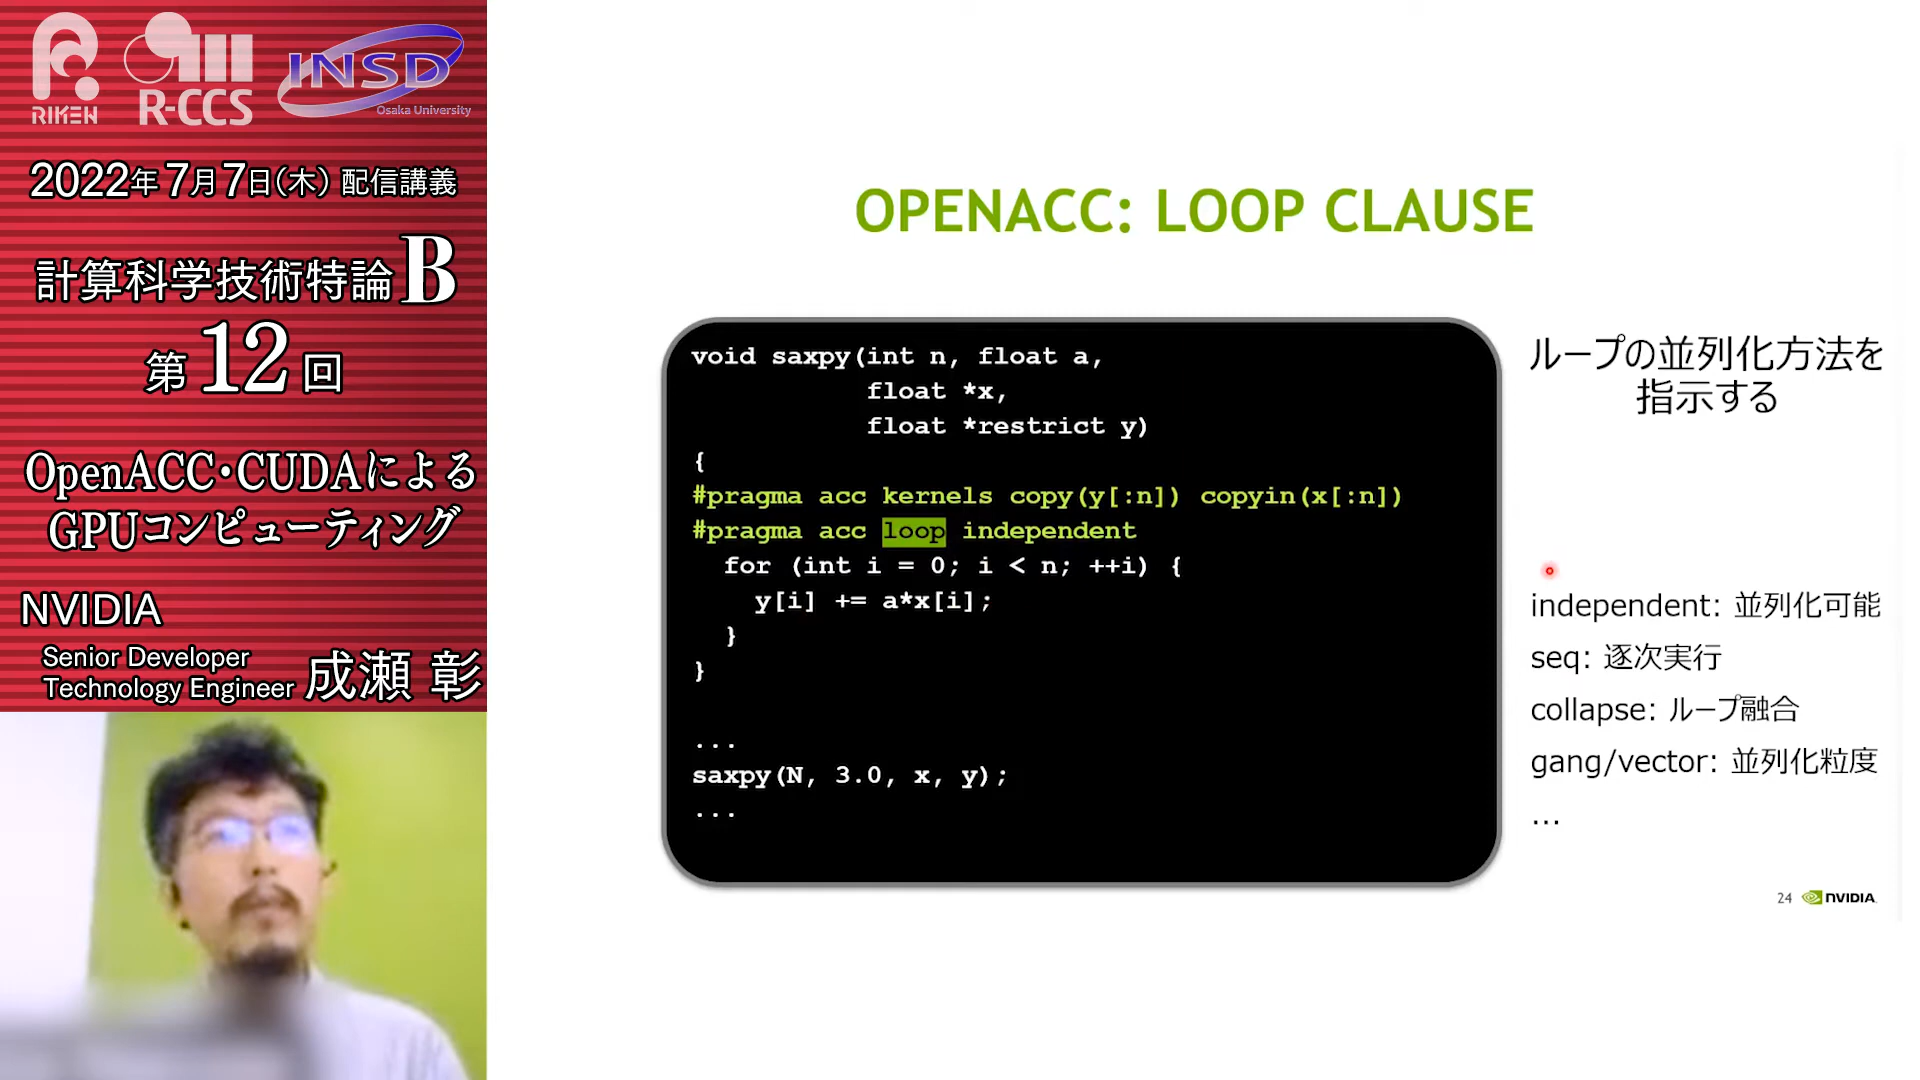 RIKEN
R-CCS
INSD
Osaka University
2022年7月7日(木) 配信講義
計算科学技術特論B
第12回
OpenACC・CUDAによる
GPUコンピューティング
NVIDIA
Senior Developer
Technology Engineer 成瀬 彰
OPENACC: LOOP CLAUSE
void saxpy(int n, float a,
float *x,
float *restrict y)
{
#pragma acc kernels copy(y[:n]) copyin(x[:n])
#pragma acc loop independent
for (int i = 0; i < n; ++i) {
y[i] += a*x[i];
}
}
...
saxpy(N, 3.0, x, y);
...
ループの並列化方法を
指示する
independent: 並列化可能
seq: 逐次実行
collapse: ループ融合
gang/vector: 並列化粒度
...
24 NVIDIA.